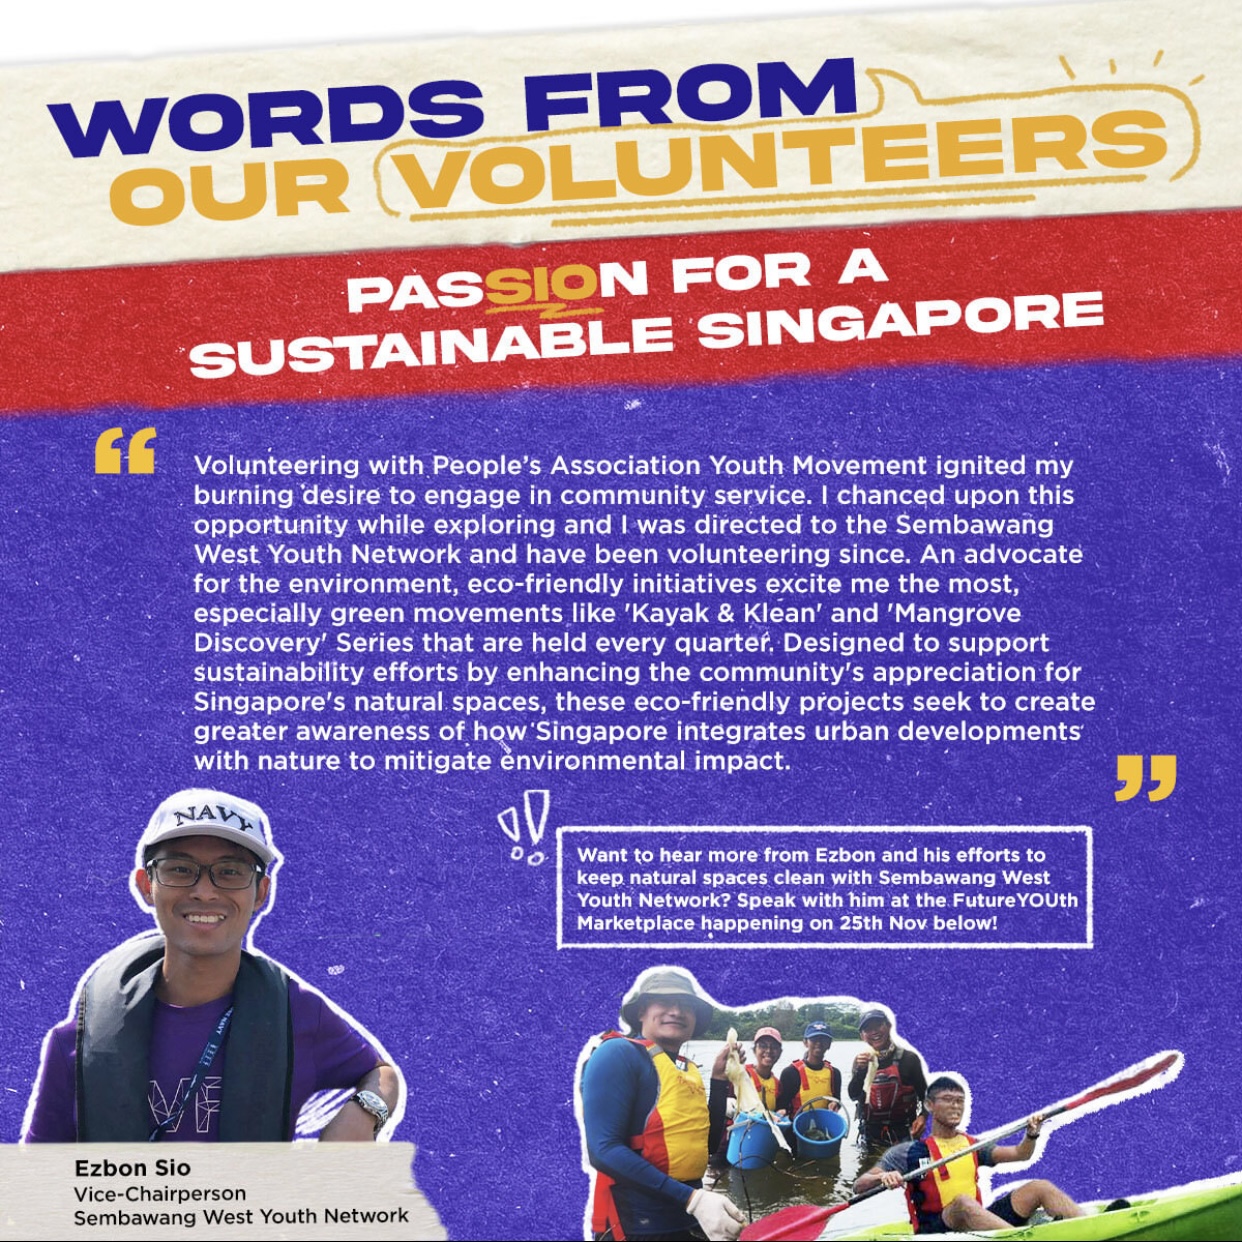 WORDS FROM
OUR VOLUNTEERS
PASSION FOR A
SUSTAINABLE SINGAPORE
“
Volunteering with People’s Association Youth Movement ignited my
burning desire to engage in community service. I chanced upon this
opportunity while exploring and I was directed to the Sembawang
West Youth Network and have been volunteering since. An advocate
for the environment, eco-friendly initiatives excite me the most,
especially green movements like 'Kayak & Klean' and 'Mangrove
Discovery' Series that are held every quarter. Designed to support
sustainability efforts by enhancing the community's appreciation for
Singapore's natural spaces, these eco-friendly projects seek to create
greater awareness of how Singapore integrates urban developments
with nature to mitigate environmental impact.
”
NAVY
!!
Want to hear more from Ezbon and his efforts to
keep natural spaces clean with Sembawang West
Youth Network? Speak with him at the FutureYOUth
Marketplace happening on 25th Nov below!
Ezbon Sio
Vice-Chairperson
Sembawang West Youth Network